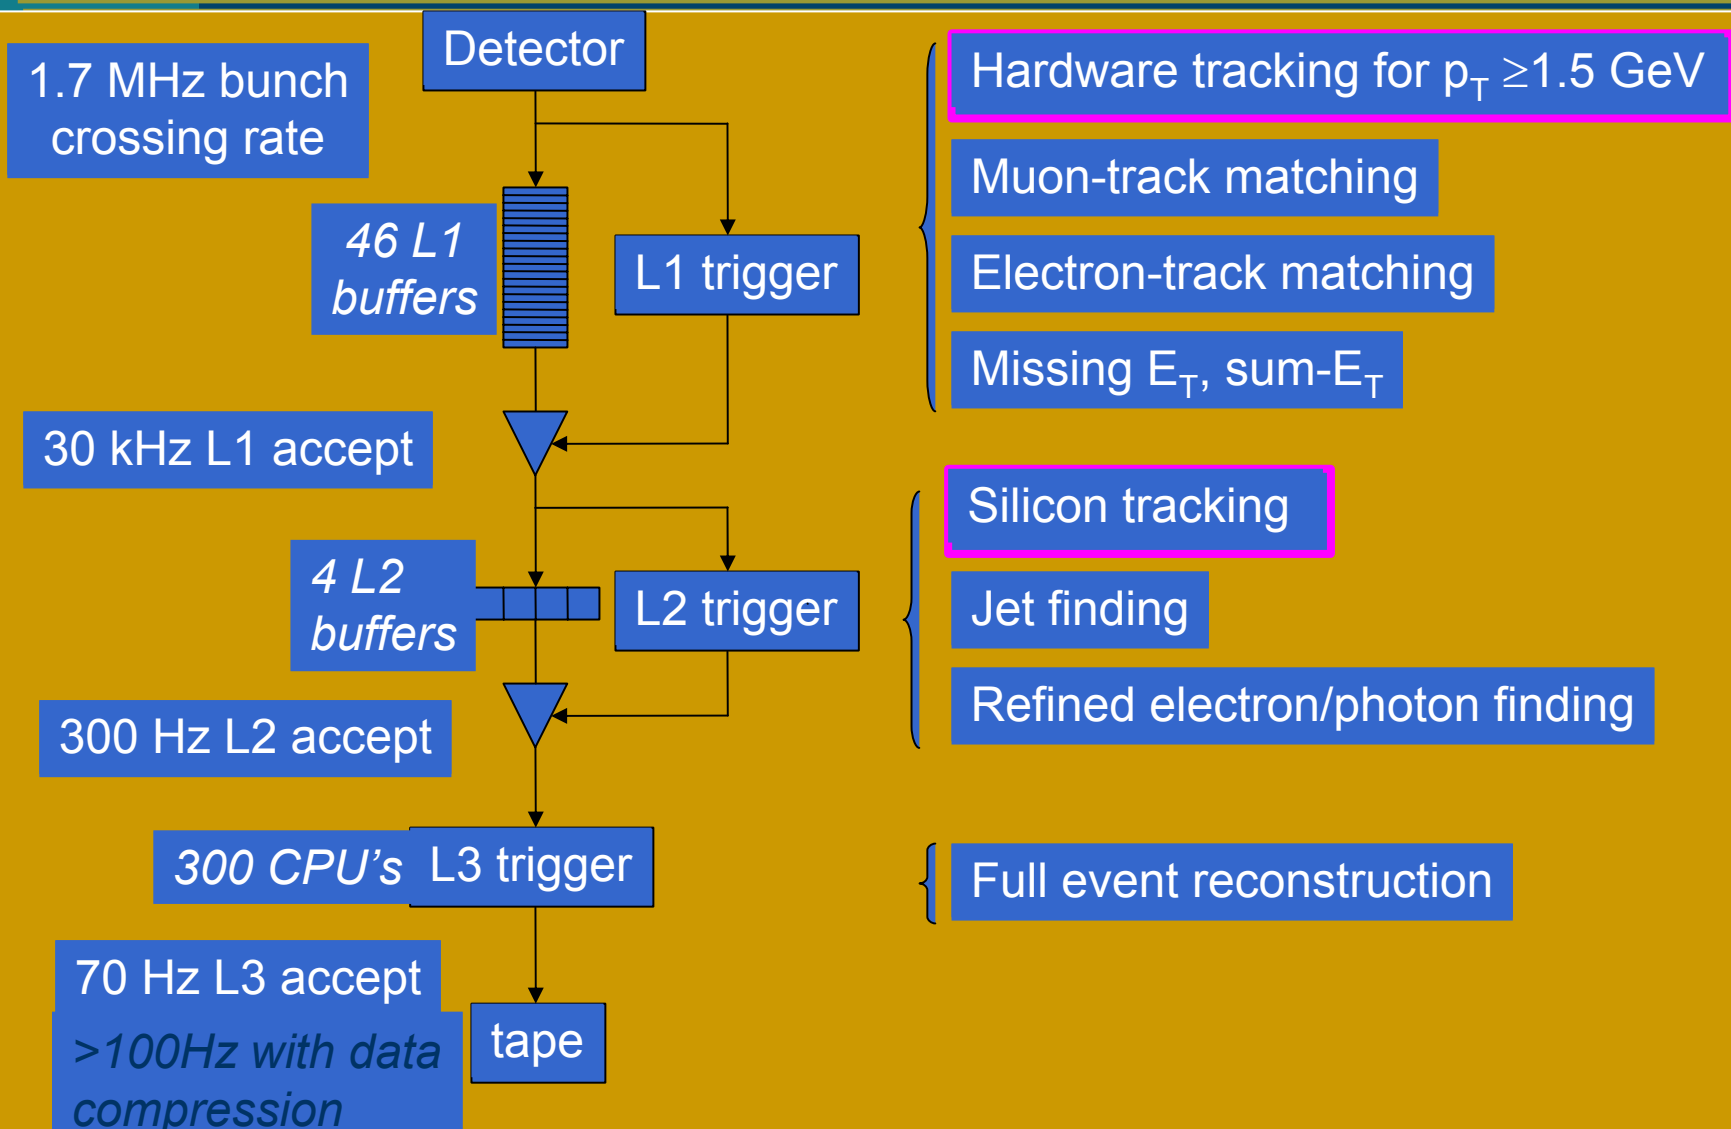 Detector
1.7 MHz bunch
crossing rate
46 L1
buffers
L1 trigger
Hardware tracking for pT ≥1.5 GeV
Muon-track matching
Electron-track matching
Missing ET, sum-ET
30 kHz L1 accept
4 L2
buffers
L2 trigger
Silicon tracking
Jet finding
Refined electron/photon finding
300 Hz L2 accept
300 CPU's
L3 trigger
Full event reconstruction
70 Hz L3 accept
>100Hz with data
compression
tape